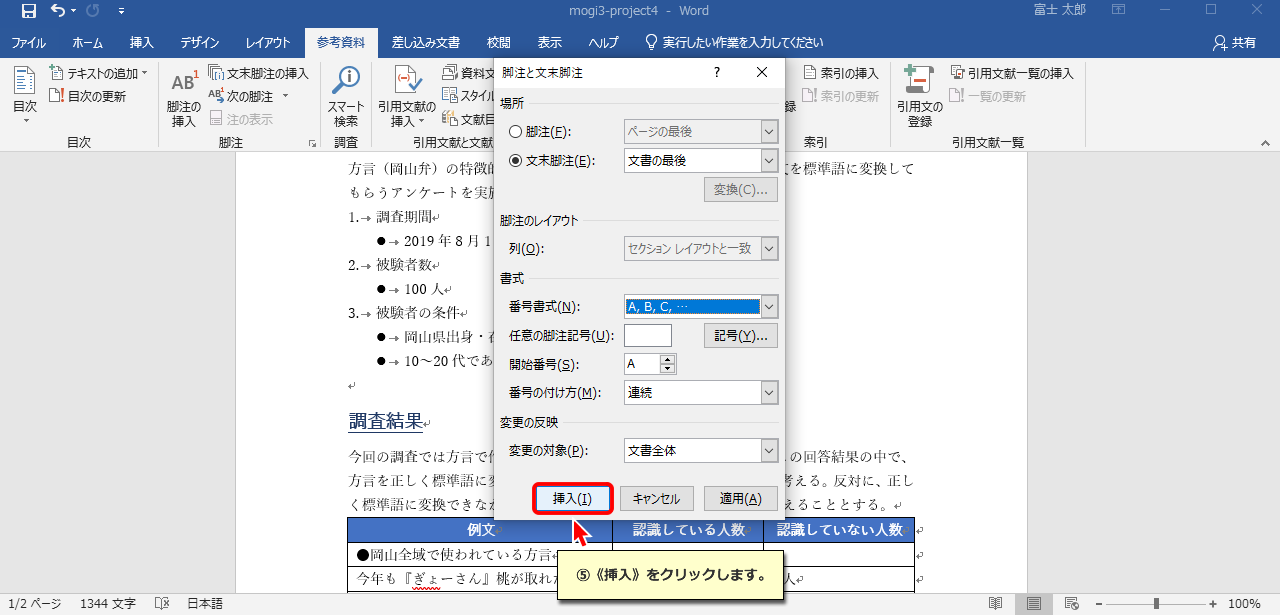 mogi3-project4 - Word
富士 太郎
ファイル ホーム 挿入 デザイン レイアウト 参考資料 差し込み文書 校閲 表示 ヘルプ 実行したい作業を入力してください 共有
目次
テキストの追加
目次の更新
目次
AB1
脚注の
挿入
文末脚注の挿入
次の脚注
注の表示
脚注
スマート
検索
調査
引用文献の
挿入
資料文
スタイル
文献目
引用文献と文献
録
索引の挿入
索引の更新
索引
引用文の
登録
引用文献一覧の挿入
一覧の更新
引用文献一覧
脚注と文末脚注
?
場所
脚注(F): ページの最後
文末脚注(E): 文書の最後
変換(C)...
脚注のレイアウト
列(O): セクション レイアウトと一致
書式
番号書式(N): A, B, C, …
任意の脚注記号(U): 記号(Y)...
開始番号(S): A
番号の付け方(M): 連続
変更の反映
変更の対象(P): 文書全体
挿入(I) キャンセル 適用(A)
方言（岡山弁）の特徴的 を標準語に変換して
もらうアンケートを実施
1.→ 調査期間
●→ 2019 年 8 月 1
2.→ 被験者数
●→ 100 人
3.→ 被験者の条件
●→ 岡山県出身・
●→ 10～20 代であ
調査結果
今回の調査では方言で の回答結果の中で、
方言を正しく標準語に変 考える。反対に、正し
く標準語に変換できなか えることとする。
例文 認識している人数 認識していない人数
●岡山全域で使われている方言
今年も『ぎょーさん』桃が取れた 人
⑤《挿入》をクリックします。
1/2 ページ 1344 文字 日本語 100%